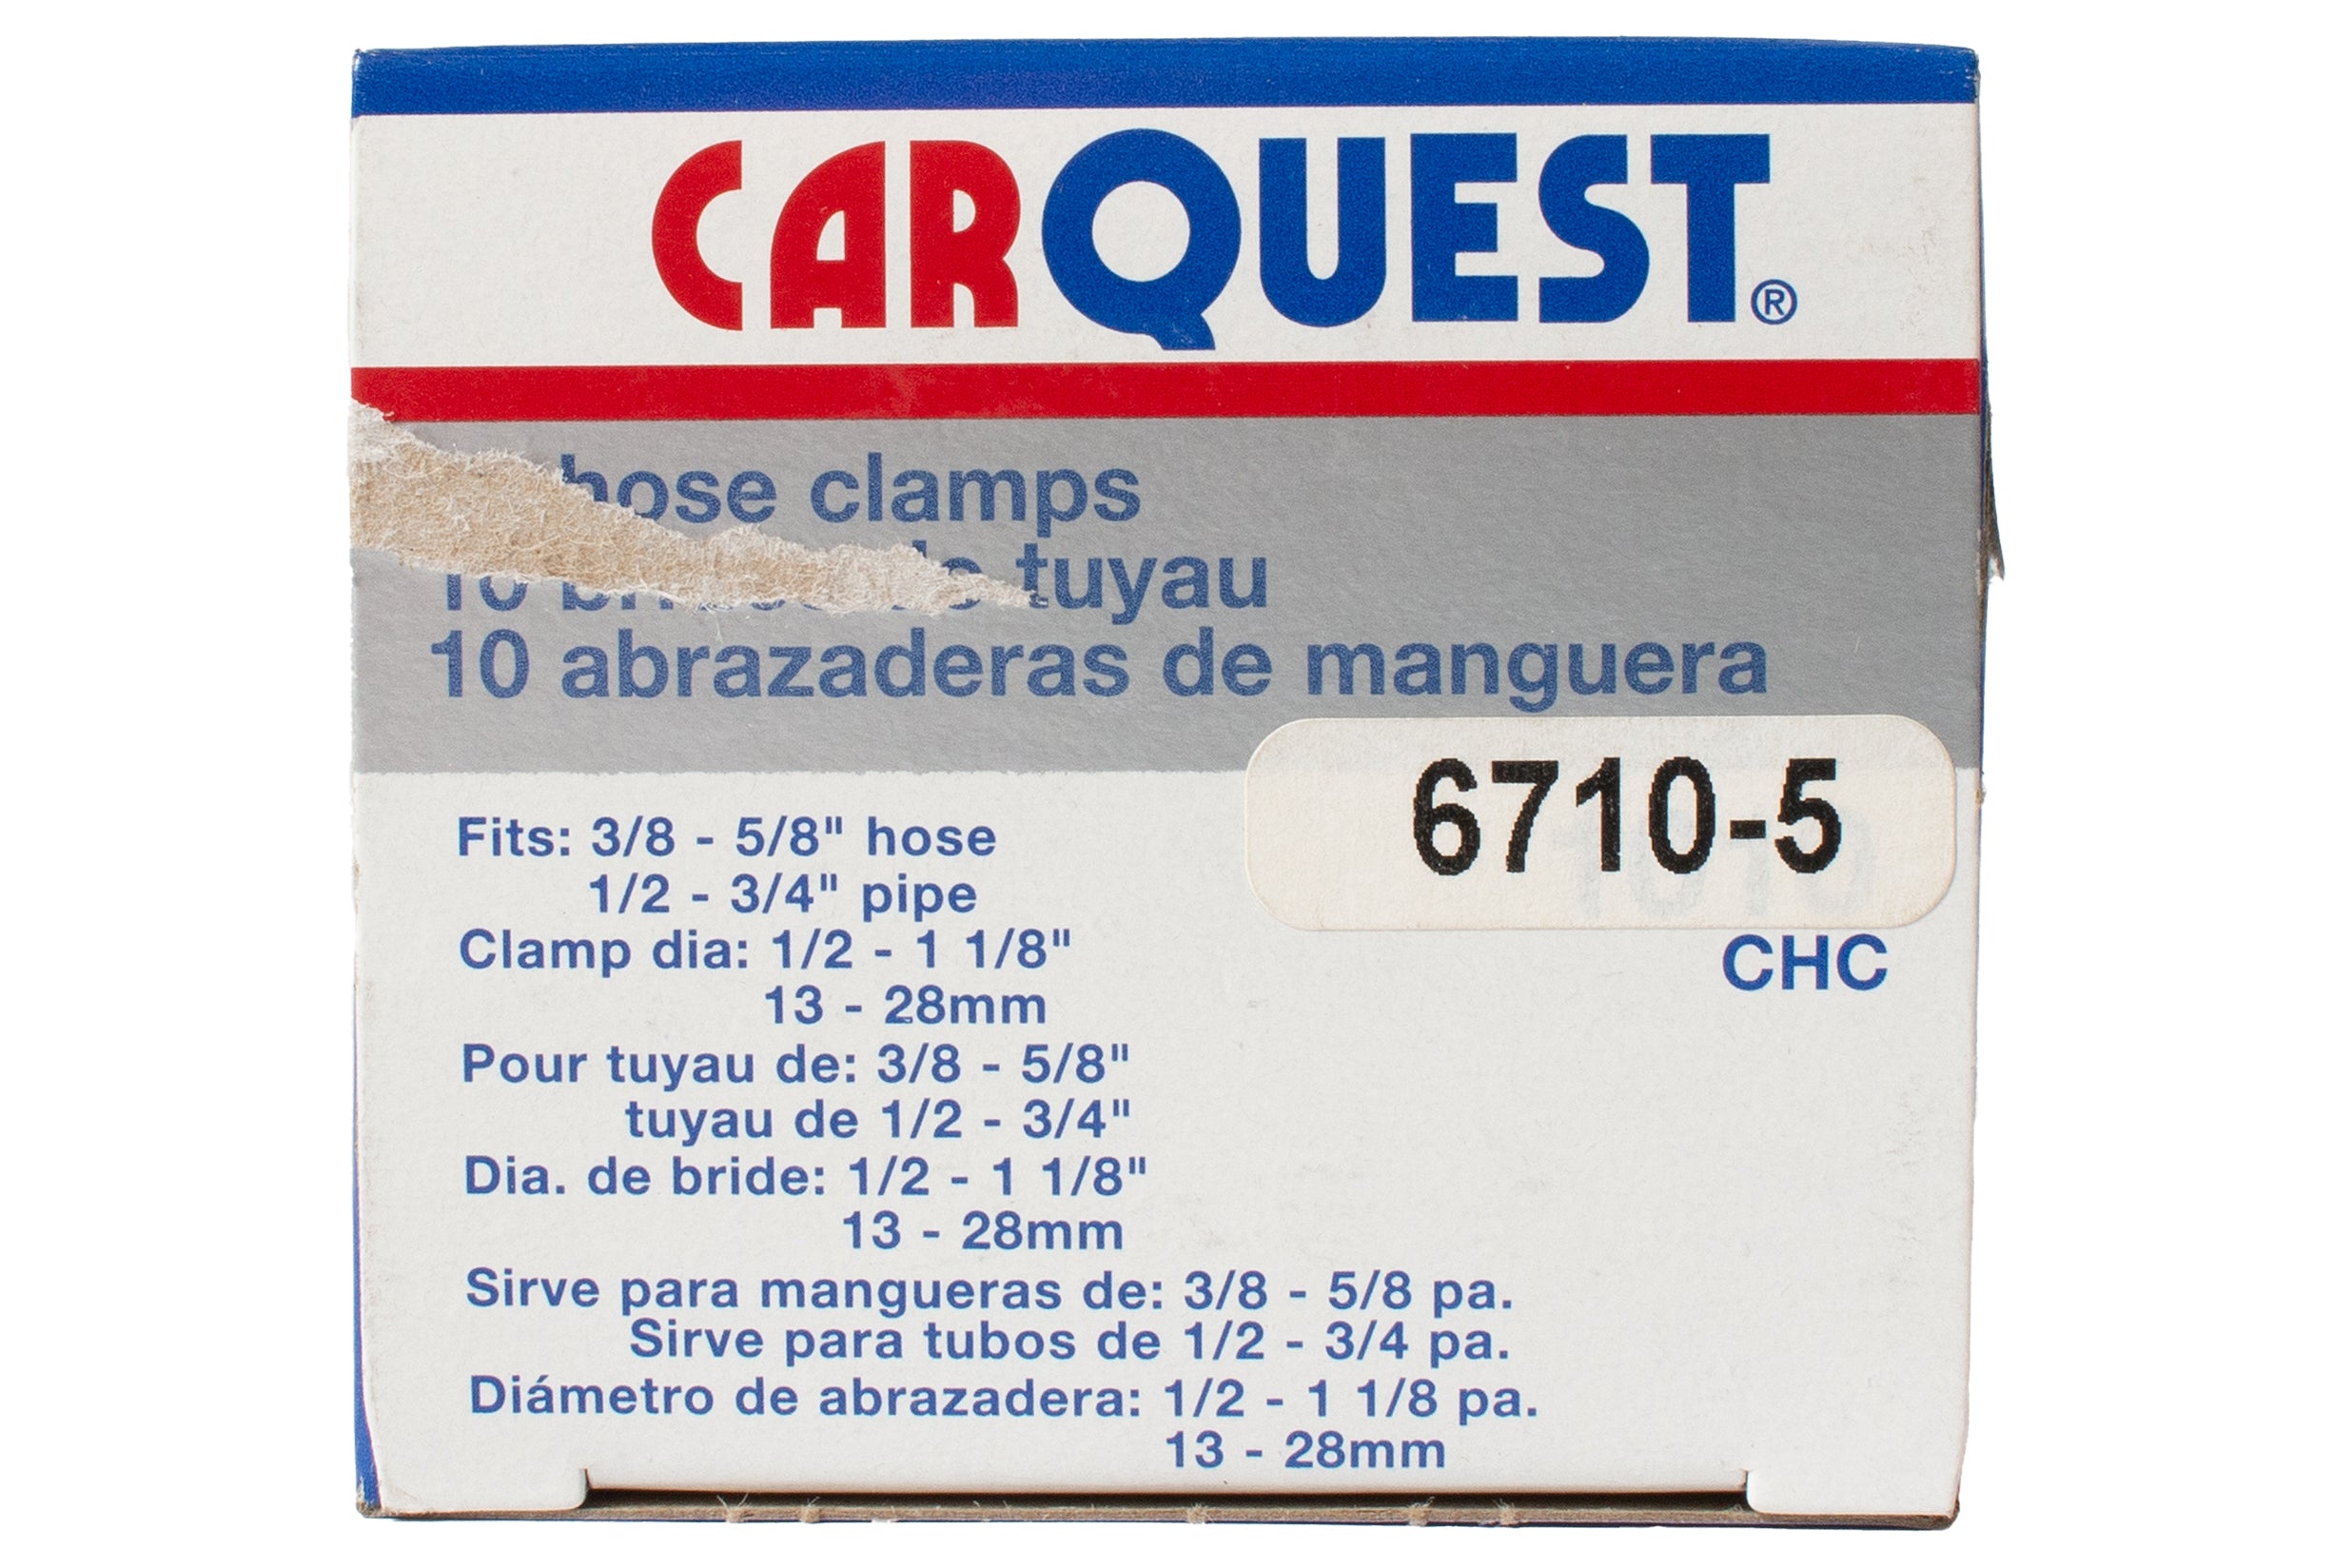 CARQUEST®
hose clamps
10 tuyau
10 abrazaderas de manguera
6710-5
CHC
Fits: 3/8 - 5/8" hose
1/2 - 3/4" pipe
Clamp dia: 1/2 - 1 1/8"
13 - 28mm
Pour tuyau de: 3/8 - 5/8"
tuyau de 1/2 - 3/4"
Dia. de bride: 1/2 - 1 1/8"
13 - 28mm
Sirve para mangueras de: 3/8 - 5/8 pa.
Sirve para tubos de 1/2 - 3/4 pa.
Diámetro de abrazadera: 1/2 - 1 1/8 pa.
13 - 28mm